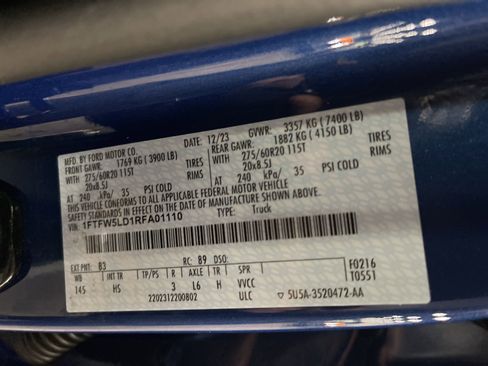 MFD. BY FORD MOTOR CO.
DATE: 12/23 GVWR: 3357 KG (7400 LB)
FRONT GAWR: 1769 KG (3900 LB) REAR GAWR: 1882 KG (4150 LB)
WITH TIRES WITH TIRES
275/60R20 115T RIMS 275/60R20 115T RIMS
20x8.5J 20x8.5J
AT 240 kPa/ 35 PSI COLD AT 240 kPa/ 35 PSI COLD
THIS VEHICLE CONFORMS TO ALL APPLICABLE FEDERAL MOTOR VEHICLE
SAFETY STANDARDS IN EFFECT ON THE DATE OF MANUFACTURE SHOWN ABOVE.
VIN: 1FTFW5LD1RFA01110 TYPE: Truck
EXT PNT: B3 RC: 89 DSO: F0216
WB INT TR TP/PS R AXLE TR SPR T0551
145 HS 3 L6 H VVCC
2202312200802 ULC 5U5A-3520472-AA